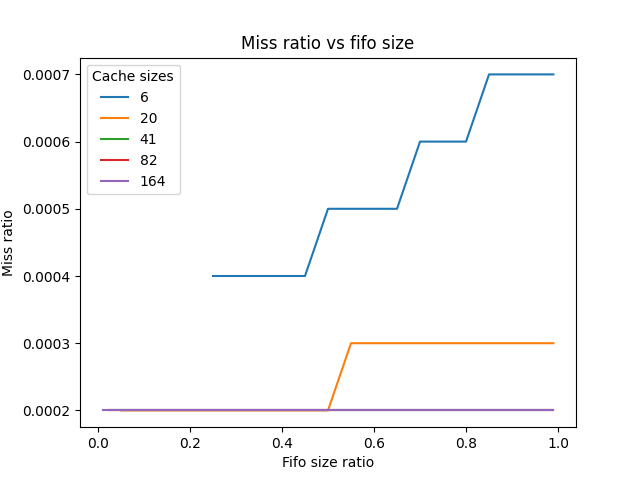 Miss ratio vs fifo size
Cache sizes
6
20
41
82
164
0.0007
0.0006
0.0005
0.0004
0.0003
0.0002
Miss ratio
0.0 0.2 0.4 0.6 0.8 1.0
Fifo size ratio